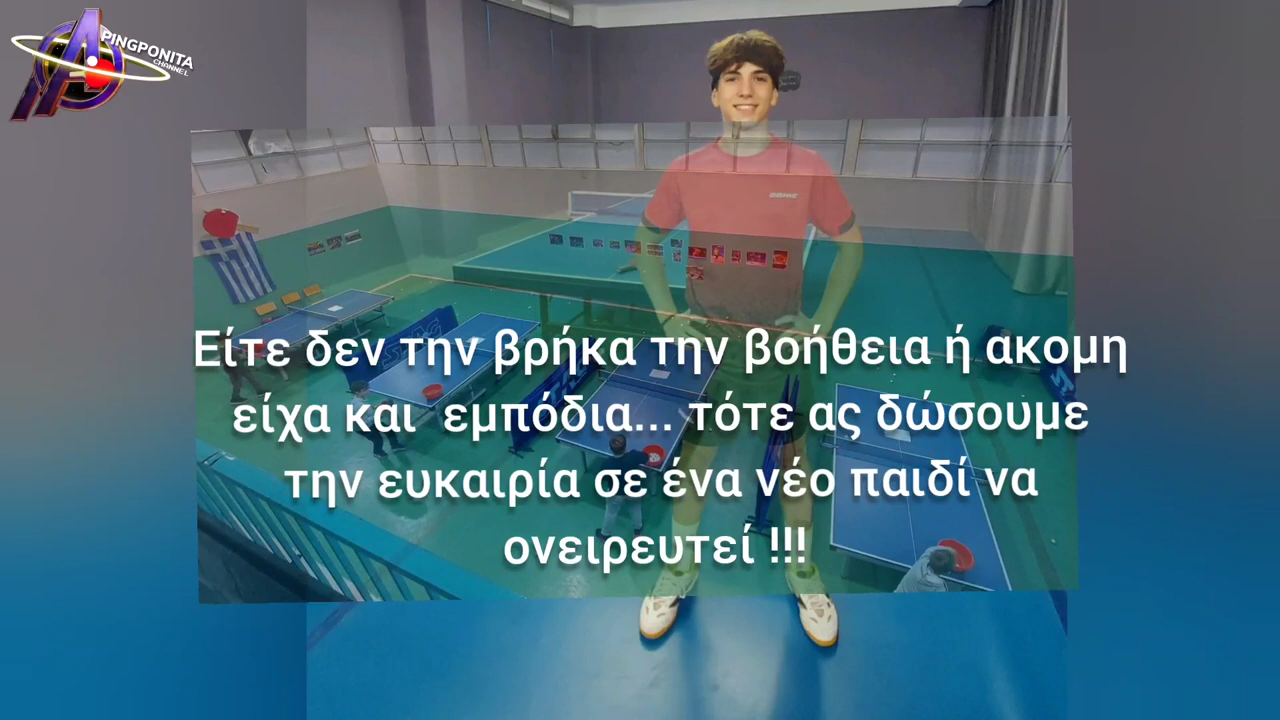 PINGPONITA
CHANNEL
Είτε δεν την βρήκα την βοήθεια ή ακομη
είχα και εμπόδια... τότε ας δώσουμε
την ευκαιρία σε ένα νέο παιδί να
ονειρευτεί !!!